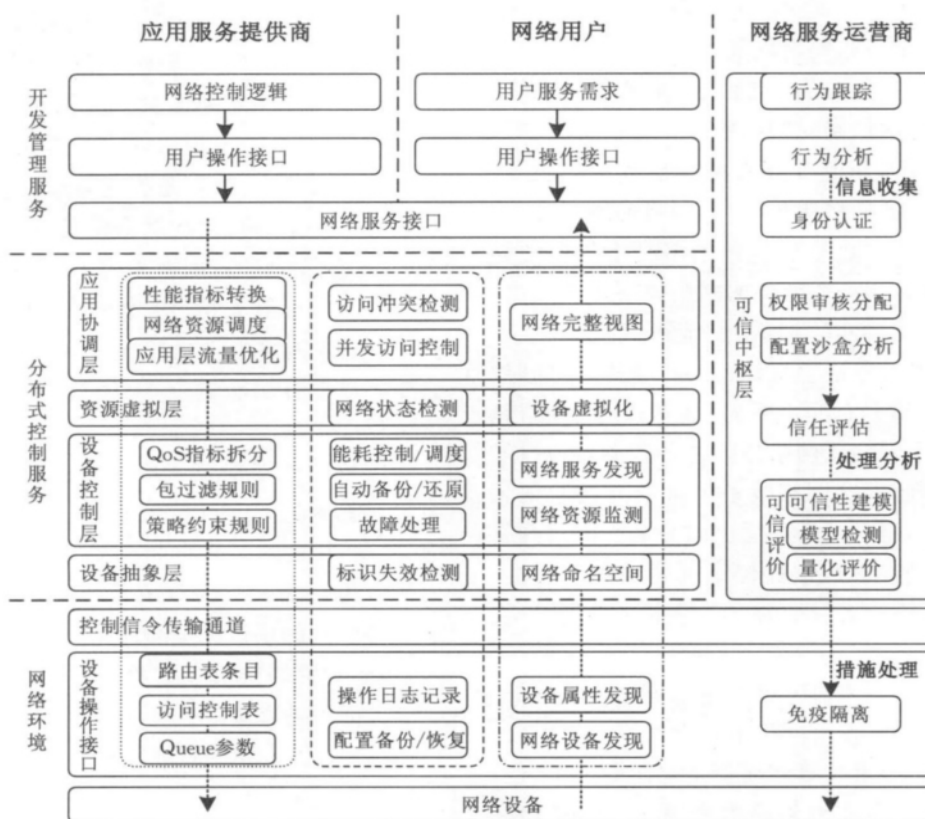 应用服务提供商
网络用户
网络服务运营商
开发管理服务
网络控制逻辑
用户服务需求
行为跟踪
用户操作接口
用户操作接口
行为分析
信息收集
网络服务接口
身份认证
分布式控制服务
应用协调层
性能指标转换
网络资源调度
应用层流量优化
访问冲突检测
并发访问控制
网络完整视图
可信中枢层
权限审核分配
配置沙盒分析
资源虚拟层
网络状态检测
设备虚拟化
信任评估
处理分析
设备控制层
QoS指标拆分
包过滤规则
策略约束规则
能耗控制/调度
自动备份/还原
故障处理
网络服务发现
网络资源监测
可信评价
可信性建模
模型检测
量化评价
设备抽象层
标识失效检测
网络命名空间
网络环境
控制信令传输通道
设备操作接口
路由表条目
访问控制表
Queue参数
操作日志记录
配置备份/恢复
设备属性发现
网络设备发现
措施处理
免疫隔离
网络设备